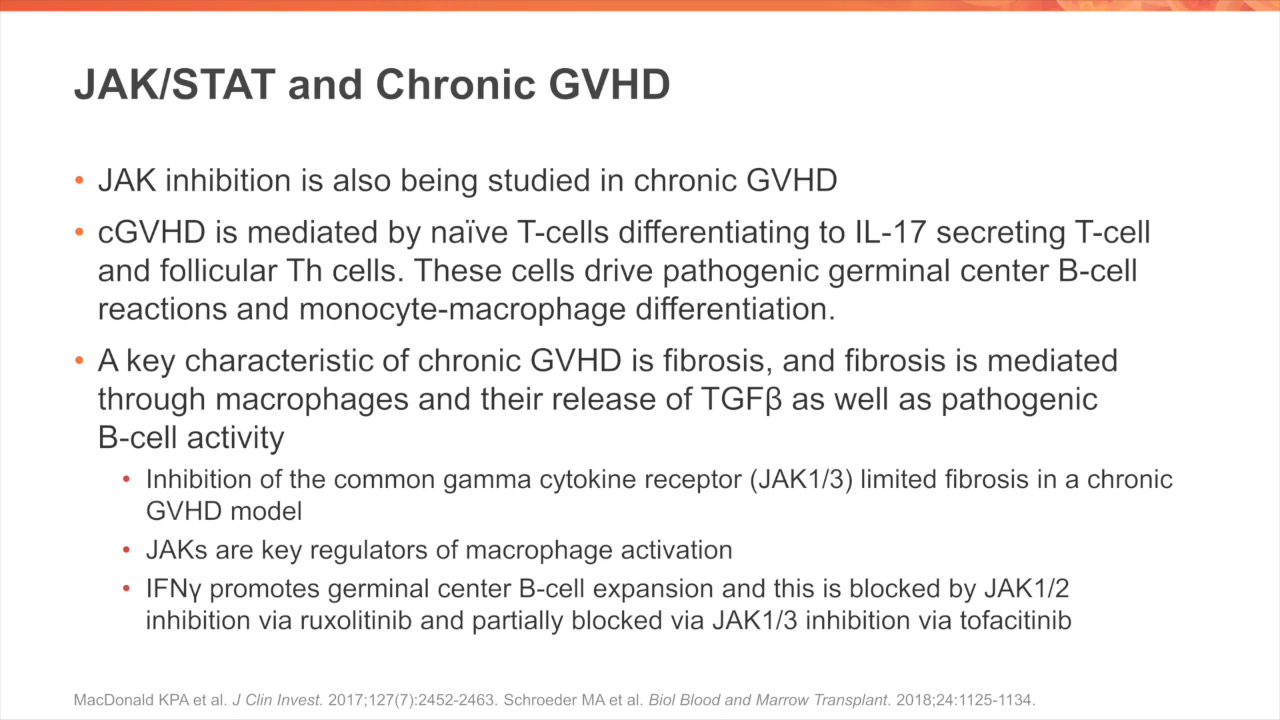 JAK/STAT and Chronic GVHD
• JAK inhibition is also being studied in chronic GVHD
• cGVHD is mediated by naïve T-cells differentiating to IL-17 secreting T-cell
and follicular Th cells. These cells drive pathogenic germinal center B-cell
reactions and monocyte-macrophage differentiation.
• A key characteristic of chronic GVHD is fibrosis, and fibrosis is mediated
through macrophages and their release of TGFβ as well as pathogenic
B-cell activity
• Inhibition of the common gamma cytokine receptor (JAK1/3) limited fibrosis in a chronic
GVHD model
• JAKs are key regulators of macrophage activation
• IFNγ promotes germinal center B-cell expansion and this is blocked by JAK1/2
inhibition via ruxolitinib and partially blocked via JAK1/3 inhibition via tofacitinib
MacDonald KPA et al. J Clin Invest. 2017;127(7):2452-2463. Schroeder MA et al. Biol Blood and Marrow Transplant. 2018;24:1125-1134.